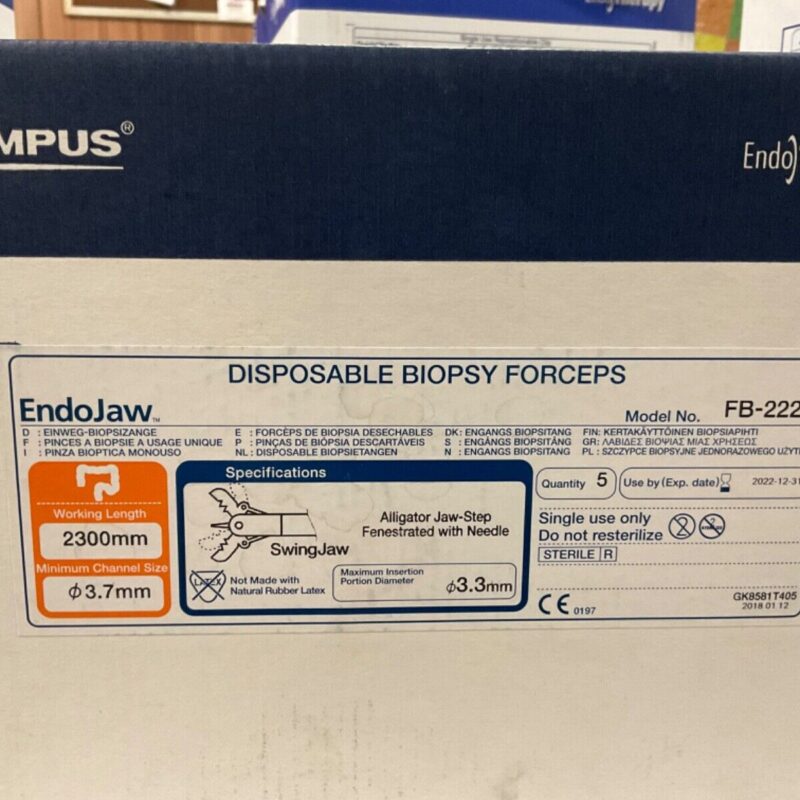 MPUS®
Endo
DISPOSABLE BIOPSY FORCEPS
EndoJaw™
Model No. FB-222
D : EINWEG-BIOPSIZANGE
F : PINCES A BIOPSIE A USAGE UNIQUE
I : PINZA BIOPTICA MONOUSO
E : FORCÉPS DE BIOPSIA DESECHABLES
P : PINÇAS DE BIÓPSIA DESCARTÁVEIS
NL : DISPOSABLE BIOPSIETANGEN
DK: ENGANGS BIOPSITANG
S : ENGÅNGS BIOPSITÅNG
N : ENGANGS BIOPSITANG
FIN: KERTAKÄYTTÖINEN BIOPSIAPIHTI
GR: ΛΑΒΙΔΕΣ ΒΙΟΨΙΑΣ ΜΙΑΣ ΧΡΗΣΕΩΣ
PL : SZCZYPCE BIOPSYJNE JEDNORAZOWEGO UŻYT
Working Length
2300mm
Minimum Channel Size
ϕ3.7mm
Specifications
SwingJaw
Alligator Jaw-Step
Fenestrated with Needle
LATEX
Not Made with
Natural Rubber Latex
Maximum Insertion
Portion Diameter
ϕ3.3mm
Quantity 5
Use by (Exp. date) 2022-12-31
Single use only
Do not resterilize
2
STERILE R
CE 0197
GK8581T405
2018 01 12